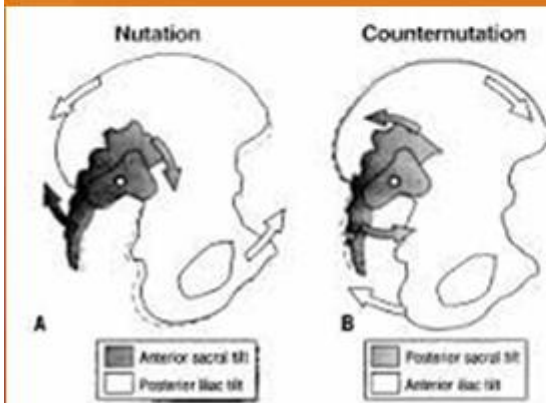 Nutation
Counternutation
A
B
Anterior sacral tilt
Posterior iliac tilt
Posterior sacral tilt
Anterior iliac tilt